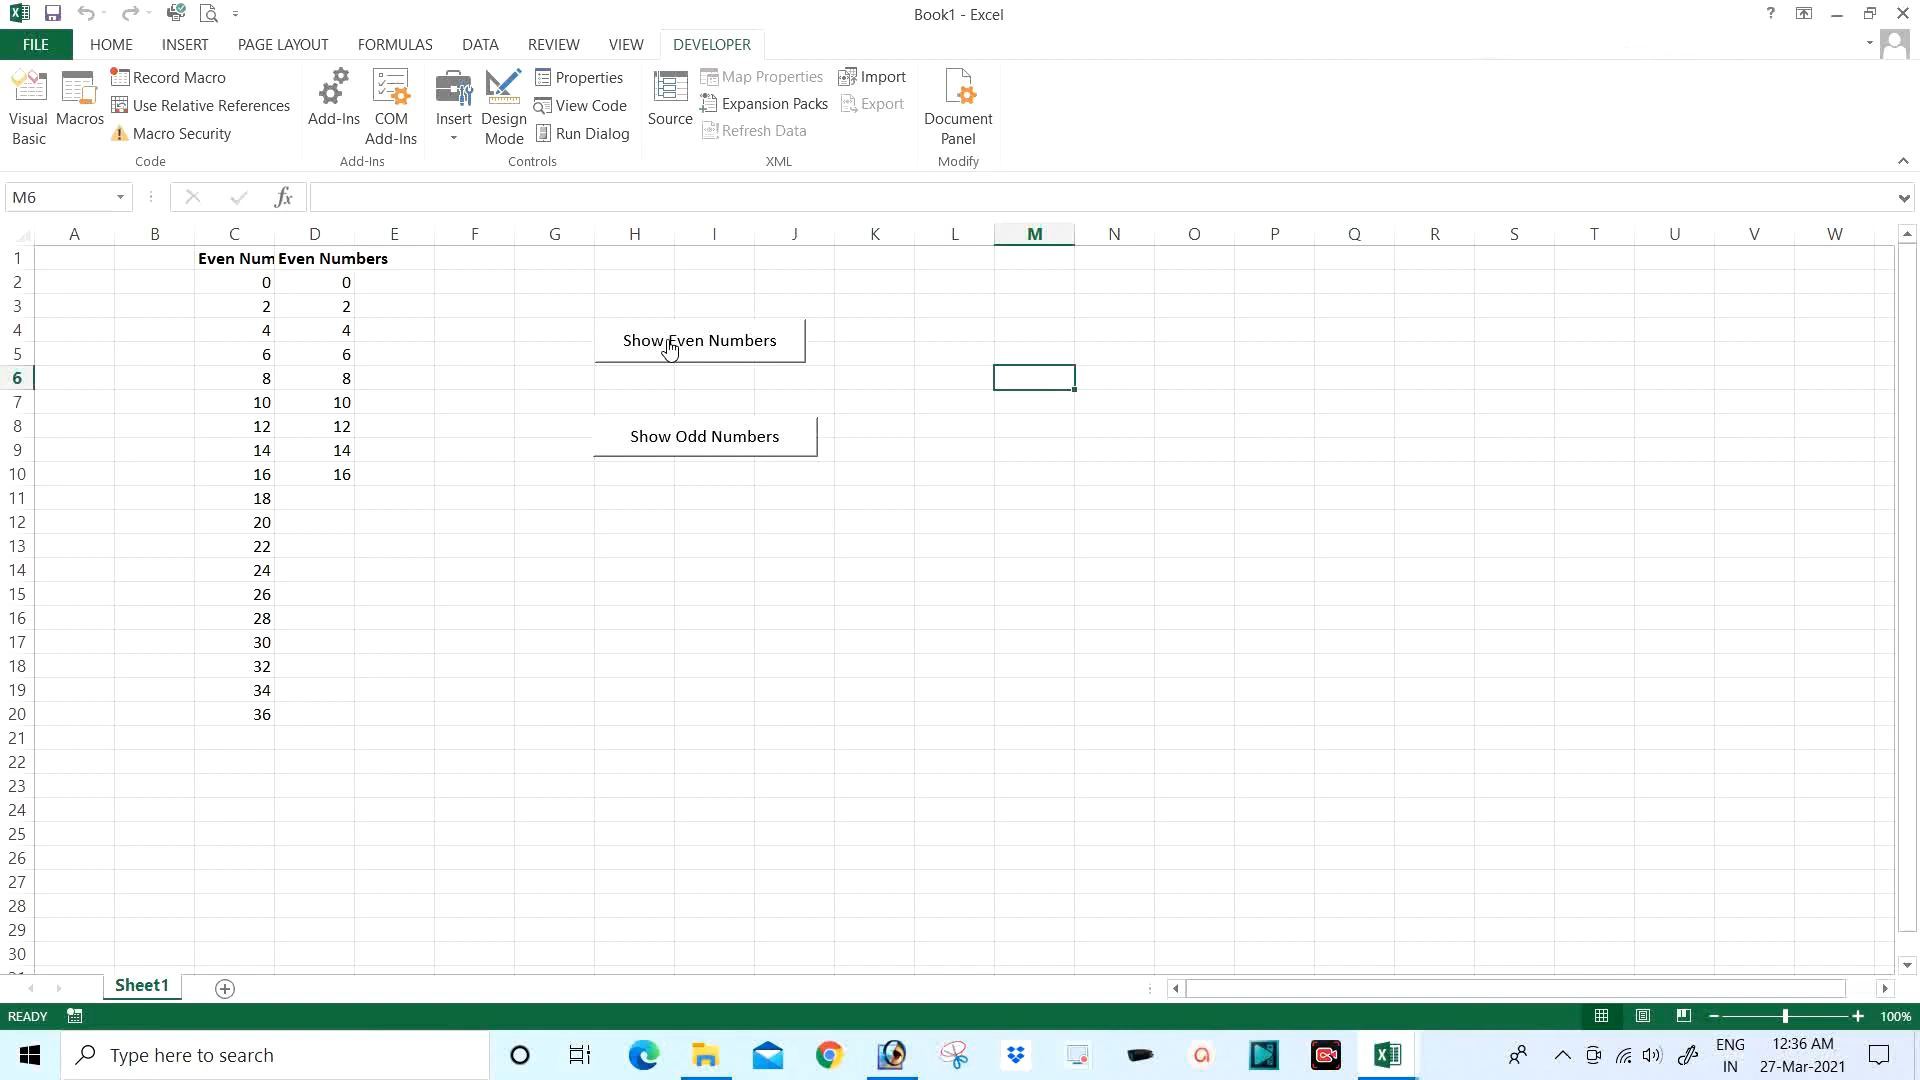 Book1 - Excel
?
FILE HOME INSERT PAGE LAYOUT FORMULAS DATA REVIEW VIEW DEVELOPER
Visual Basic
Macros
Record Macro
Use Relative References
Macro Security
Code
Add-Ins
COM Add-Ins
Add-Ins
Insert
Design Mode
Properties
View Code
Run Dialog
Controls
Source
Map Properties
Expansion Packs
Refresh Data
Import
Export
XML
Document Panel
Modify
M6
fx
A B C D E F G H I J K L M N O P Q R S T U V W
1 Even Num Even Numbers
2 0 0
3 2 2
4 4 4
5 6 6
6 8 8
7 10 10
8 12 12
9 14 14
10 16 16
11 18
12 20
13 22
14 24
15 26
16 28
17 30
18 32
19 34
20 36
21
22
23
24
25
26
27
28
29
30
Show Even Numbers
Show Odd Numbers
Sheet1
READY
100%
Type here to search
ENG
IN
12:36 AM
27-Mar-2021